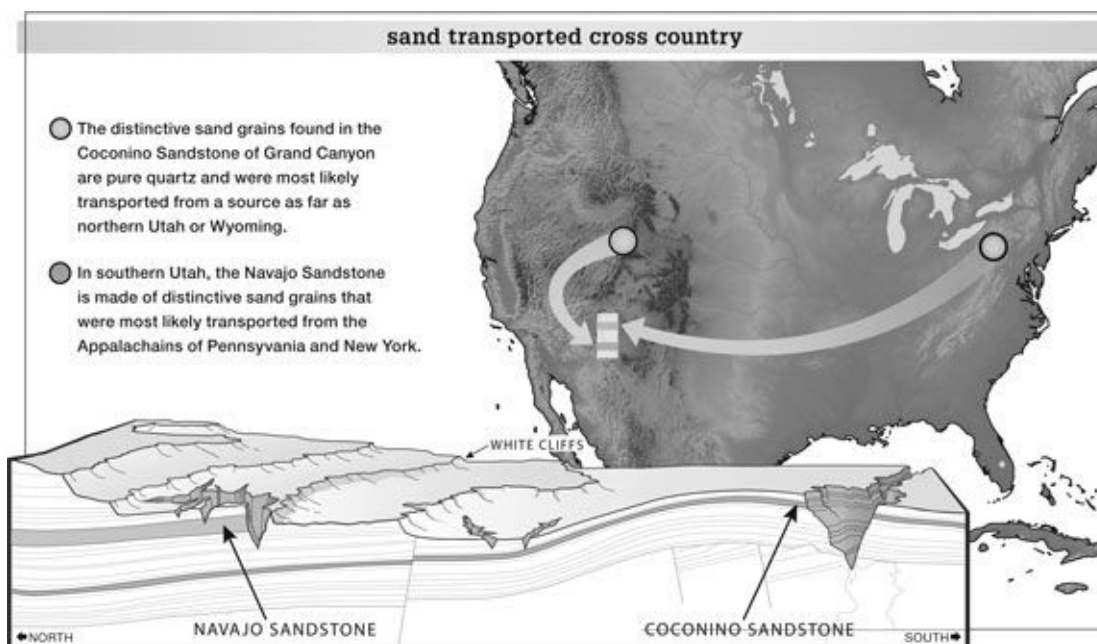 sand transported cross country
The distinctive sand grains found in the
Coconino Sandstone of Grand Canyon
are pure quartz and were most likely
transported from a source as far as
northern Utah or Wyoming.
In southern Utah, the Navajo Sandstone
is made of distinctive sand grains that
were most likely transported from the
Appalachains of Pennsyvania and New York.
WHITE CLIFFS
NAVAJO SANDSTONE
COCONINO SANDSTONE
NORTH
SOUTH